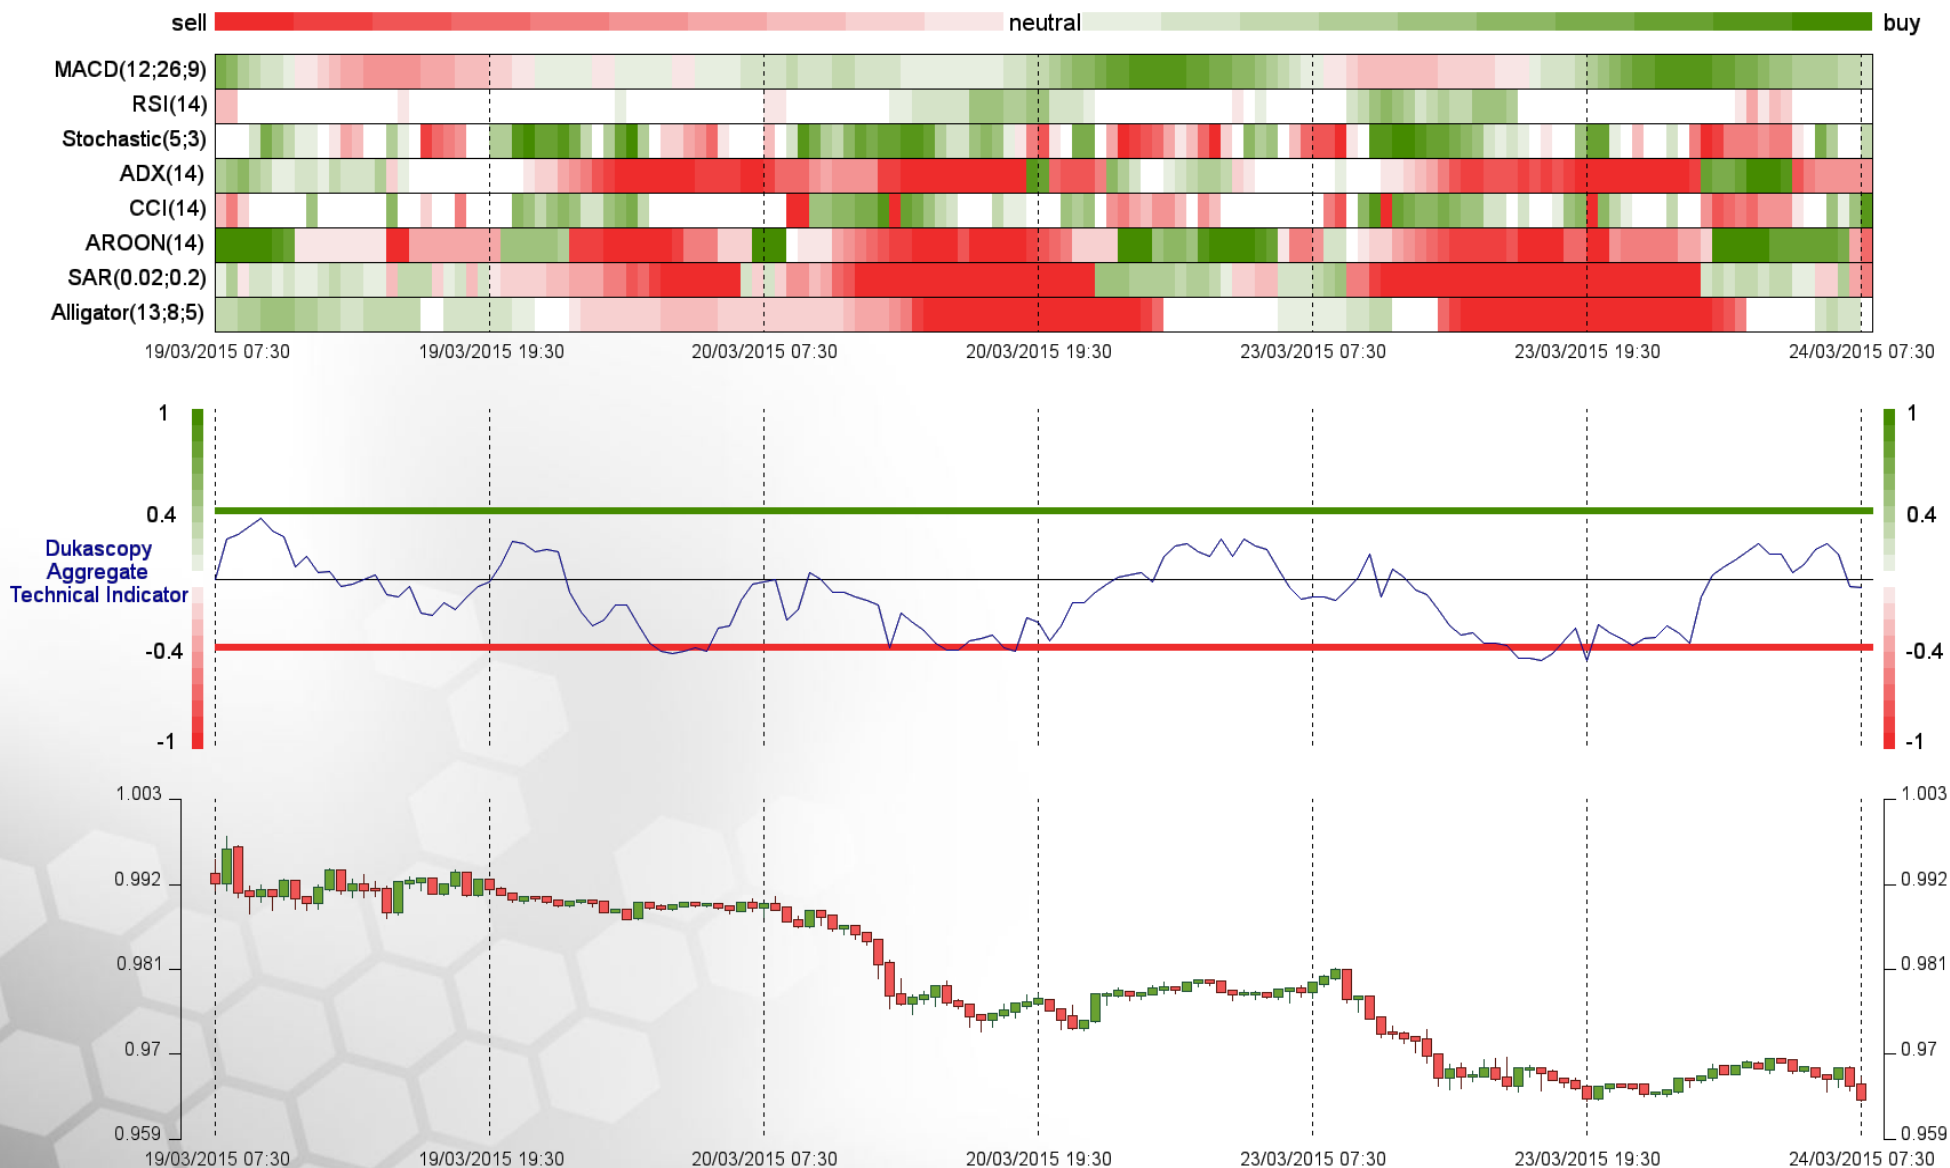 sell neutral buy
MACD(12;26;9)
RSI(14)
Stochastic(5;3)
ADX(14)
CCI(14)
AROON(14)
SAR(0.02;0.2)
Alligator(13;8;5)
19/03/2015 07:30 19/03/2015 19:30 20/03/2015 07:30 20/03/2015 19:30 23/03/2015 07:30 23/03/2015 19:30 24/03/2015 07:30
1 1
0.4 0.4
Dukascopy
Aggregate
Technical Indicator
-0.4 -0.4
-1 -1
1.003 1.003
0.992 0.992
0.981 0.981
0.97 0.97
0.959 0.959
19/03/2015 07:30 19/03/2015 19:30 20/03/2015 07:30 20/03/2015 19:30 23/03/2015 07:30 23/03/2015 19:30 24/03/2015 07:30